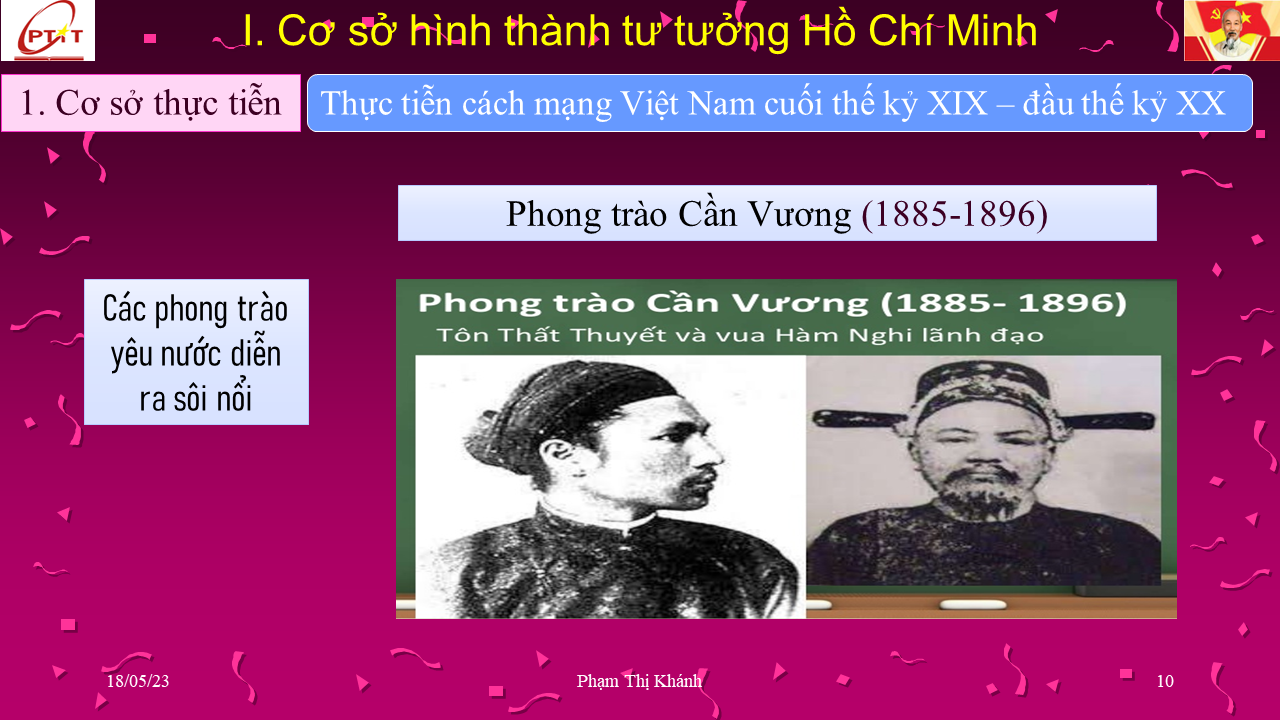 PTiT
I. Cơ sở hình thành tư tưởng Hồ Chí Minh
1. Cơ sở thực tiễn
Thực tiễn cách mạng Việt Nam cuối thế kỷ XIX – đầu thế kỷ XX
Phong trào Cần Vương (1885-1896)
Các phong trào
yêu nước diễn
ra sôi nổi
Phong trào Cần Vương (1885- 1896)
Tôn Thất Thuyết và vua Hàm Nghi lãnh đạo
18/05/23
Phạm Thị Khánh
10